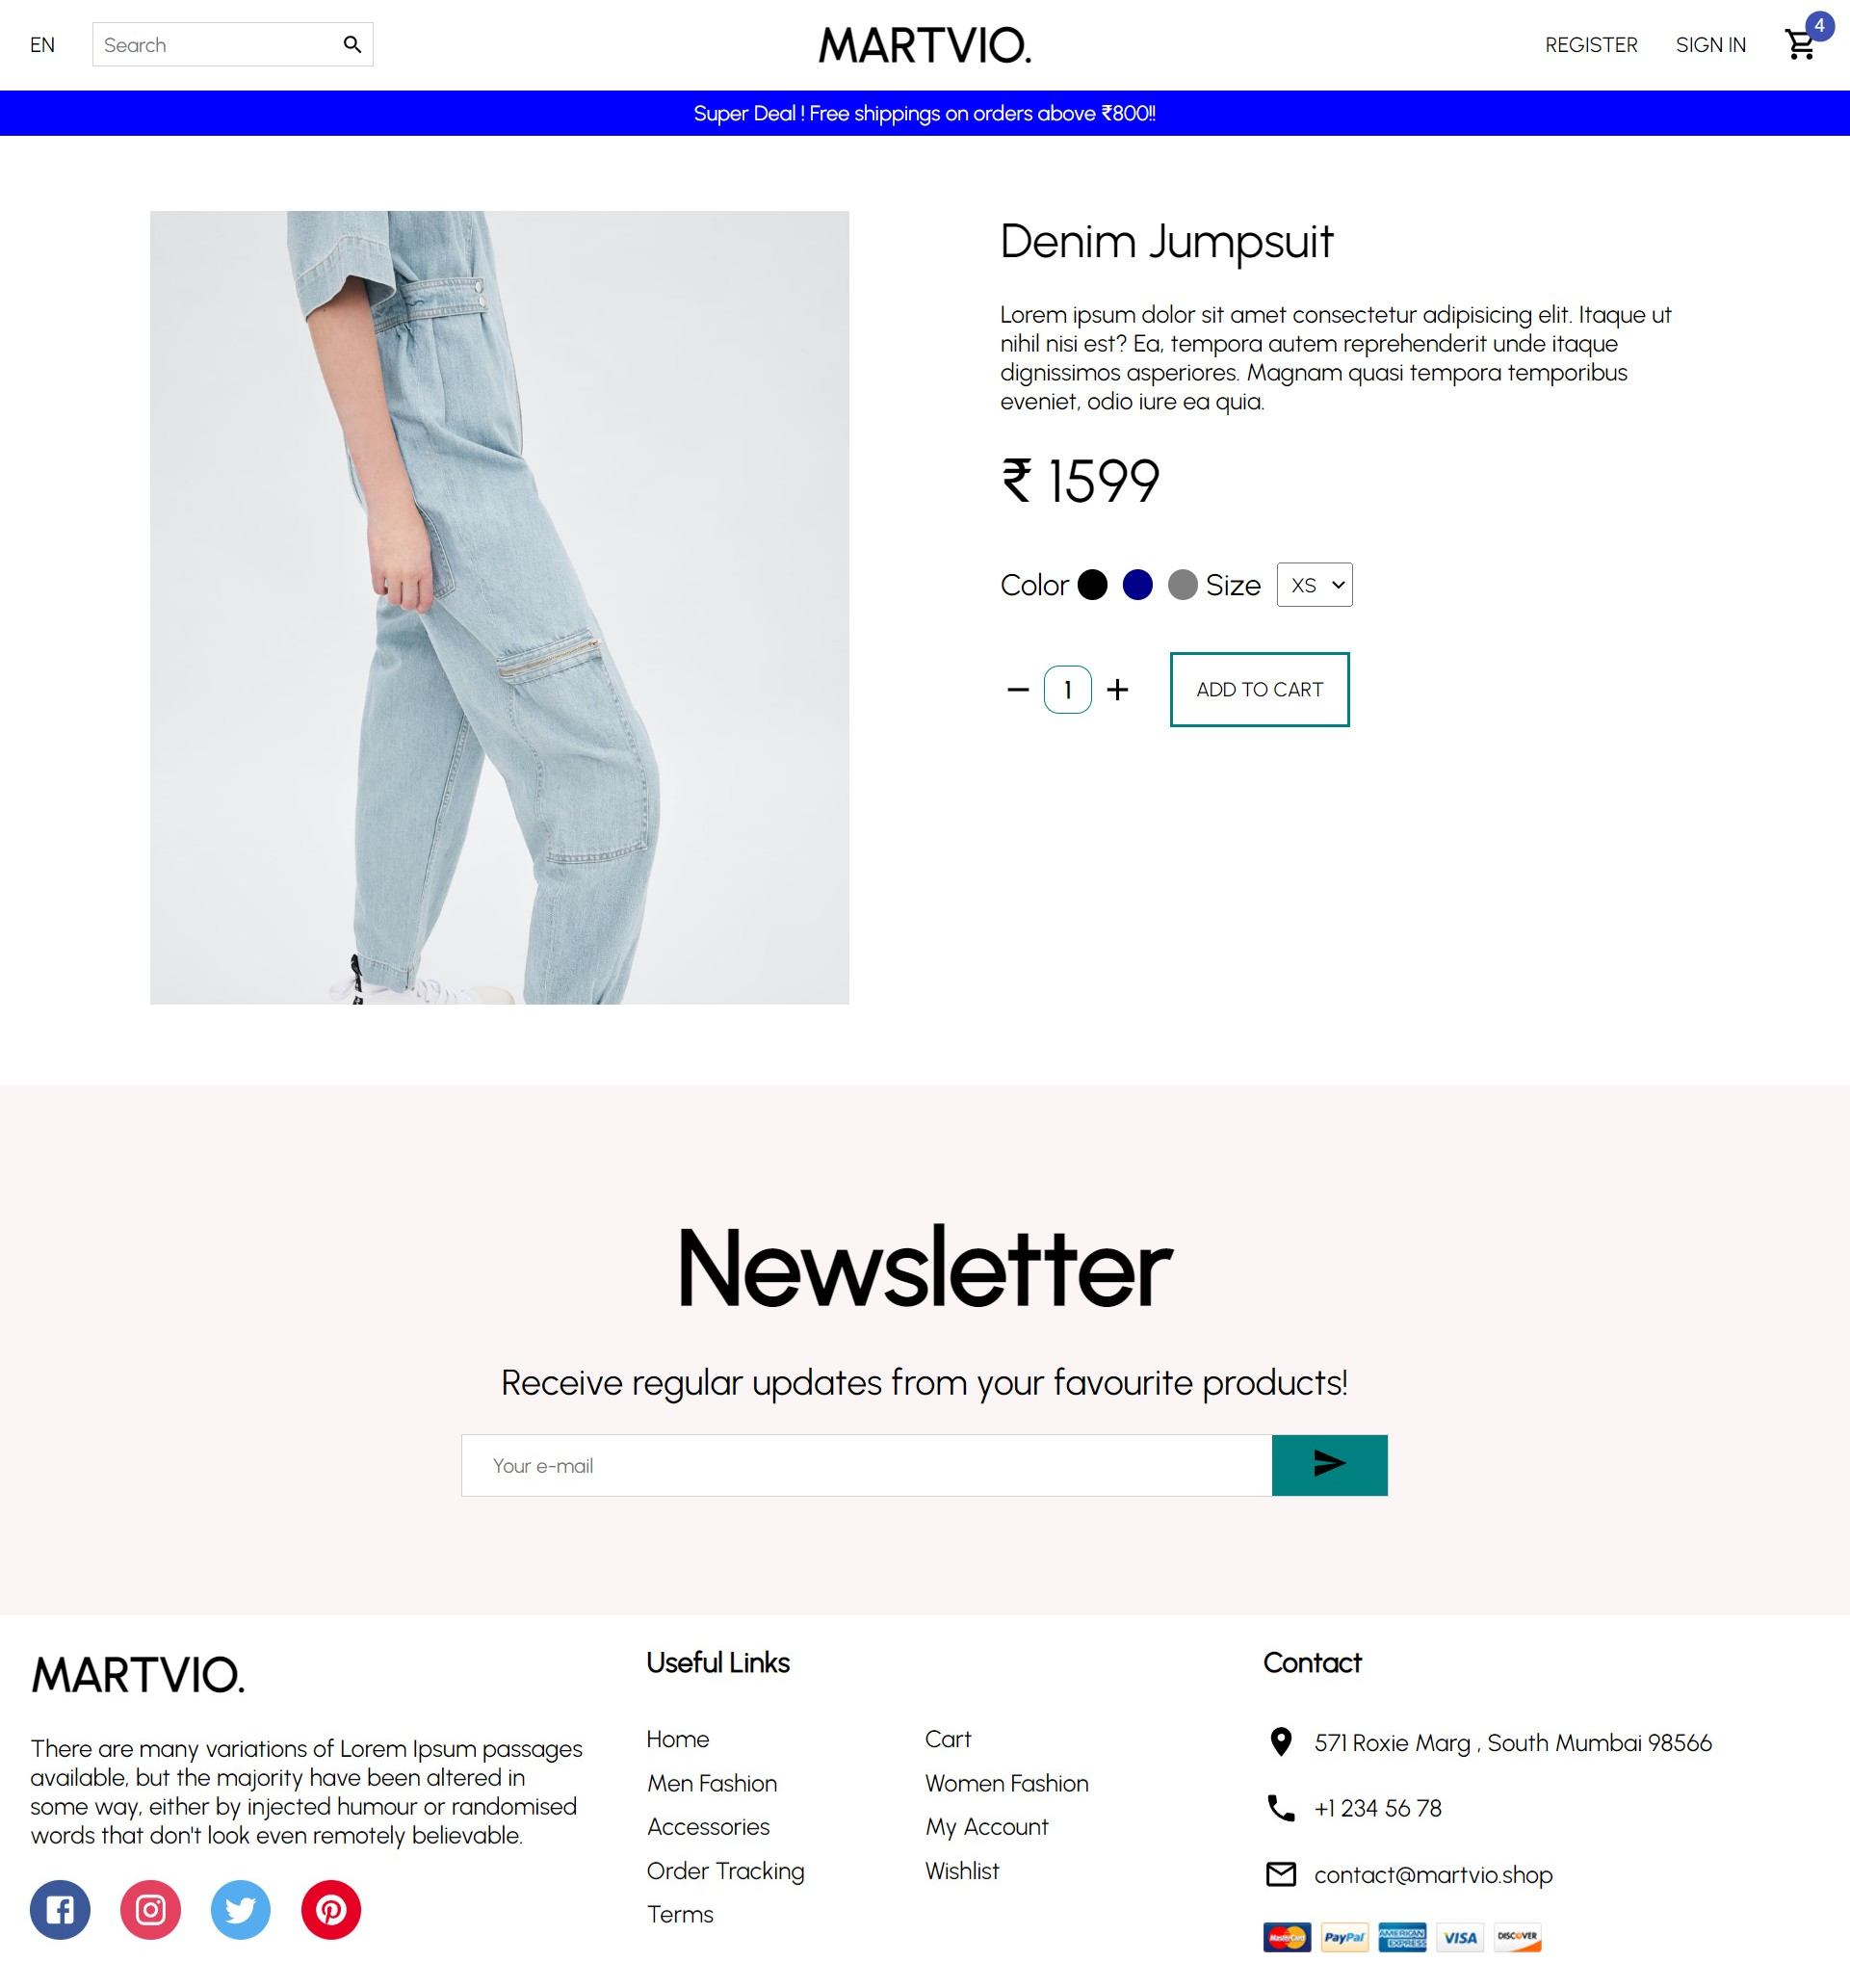 EN
Search
MARTVIO.
REGISTER
SIGN IN
4
Super Deal ! Free shippings on orders above ₹800!!
Denim Jumpsuit
Lorem ipsum dolor sit amet consectetur adipisicing elit. Itaque ut
nihil nisi est? Ea, tempora autem reprehenderit unde itaque
dignissimos asperiores. Magnam quasi tempora temporibus
eveniet, odio iure ea quia.
₹ 1599
Color
Size
XS
1
ADD TO CART
Newsletter
Receive regular updates from your favourite products!
Your e-mail
MARTVIO.
There are many variations of Lorem Ipsum passages
available, but the majority have been altered in
some way, either by injected humour or randomised
words that don't look even remotely believable.
Useful Links
Home
Cart
Men Fashion
Women Fashion
Accessories
My Account
Order Tracking
Wishlist
Terms
Contact
571 Roxie Marg , South Mumbai 98566
+1 234 56 78
contact@martvio.shop
MasterCard
PayPal
AMERICAN EXPRESS
VISA
DISCOVER